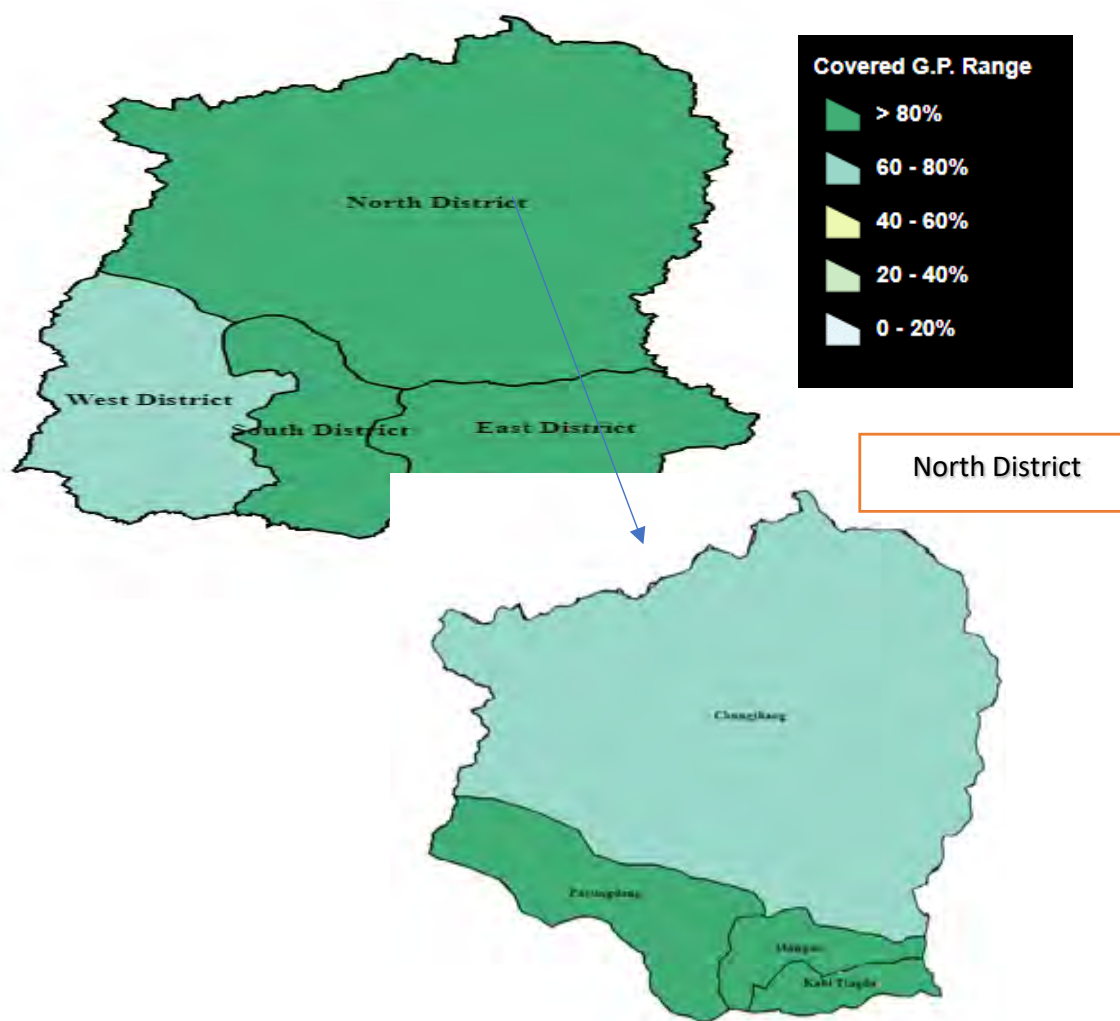 Covered G.P. Range
> 80%
60 - 80%
40 - 60%
20 - 40%
0 - 20%
North District
West District
South District
East District
North District
Kabi Tingda